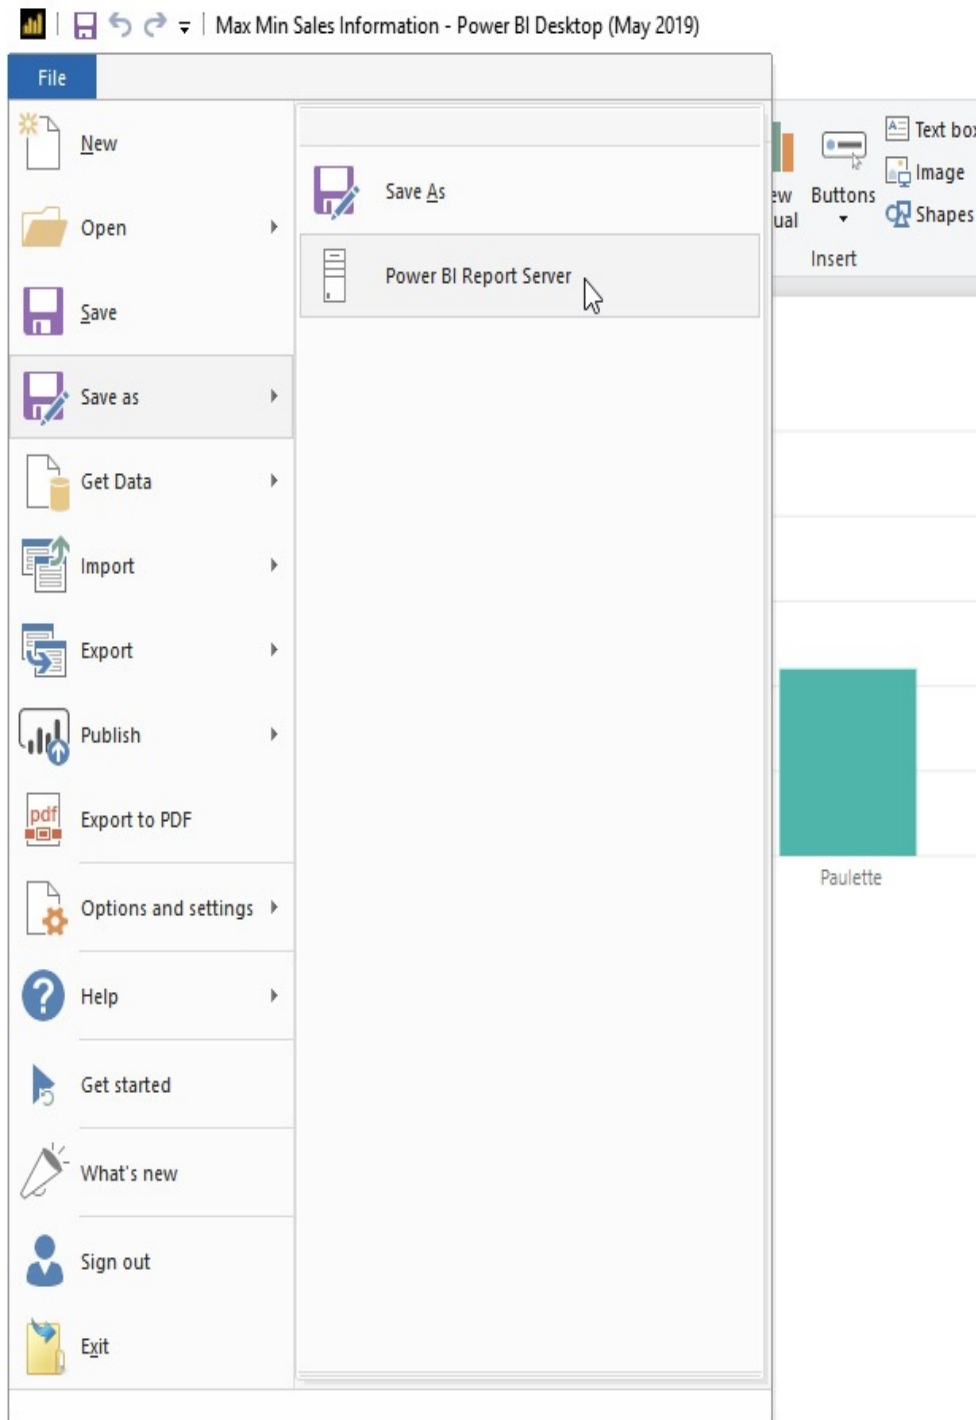 Max Min Sales Information - Power BI Desktop (May 2019)
File
New
Open
Save
Save as
Get Data
Import
Export
Publish
pdf
Export to PDF
Options and settings
Help
Get started
What's new
Sign out
Exit
Save As
Power BI Report Server
Buttons
Text box
Image
Shapes
Insert
Paulette